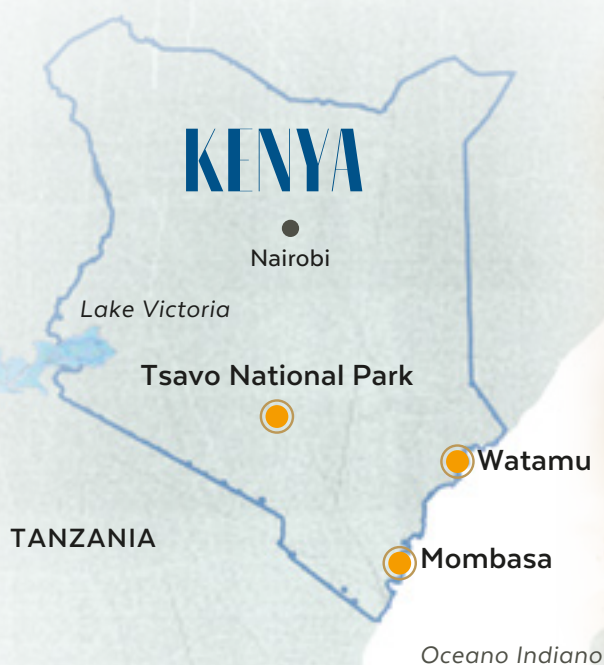 KENYA
Nairobi
Lake Victoria
Tsavo National Park
Watamu
TANZANIA
Mombasa
Oceano Indiano